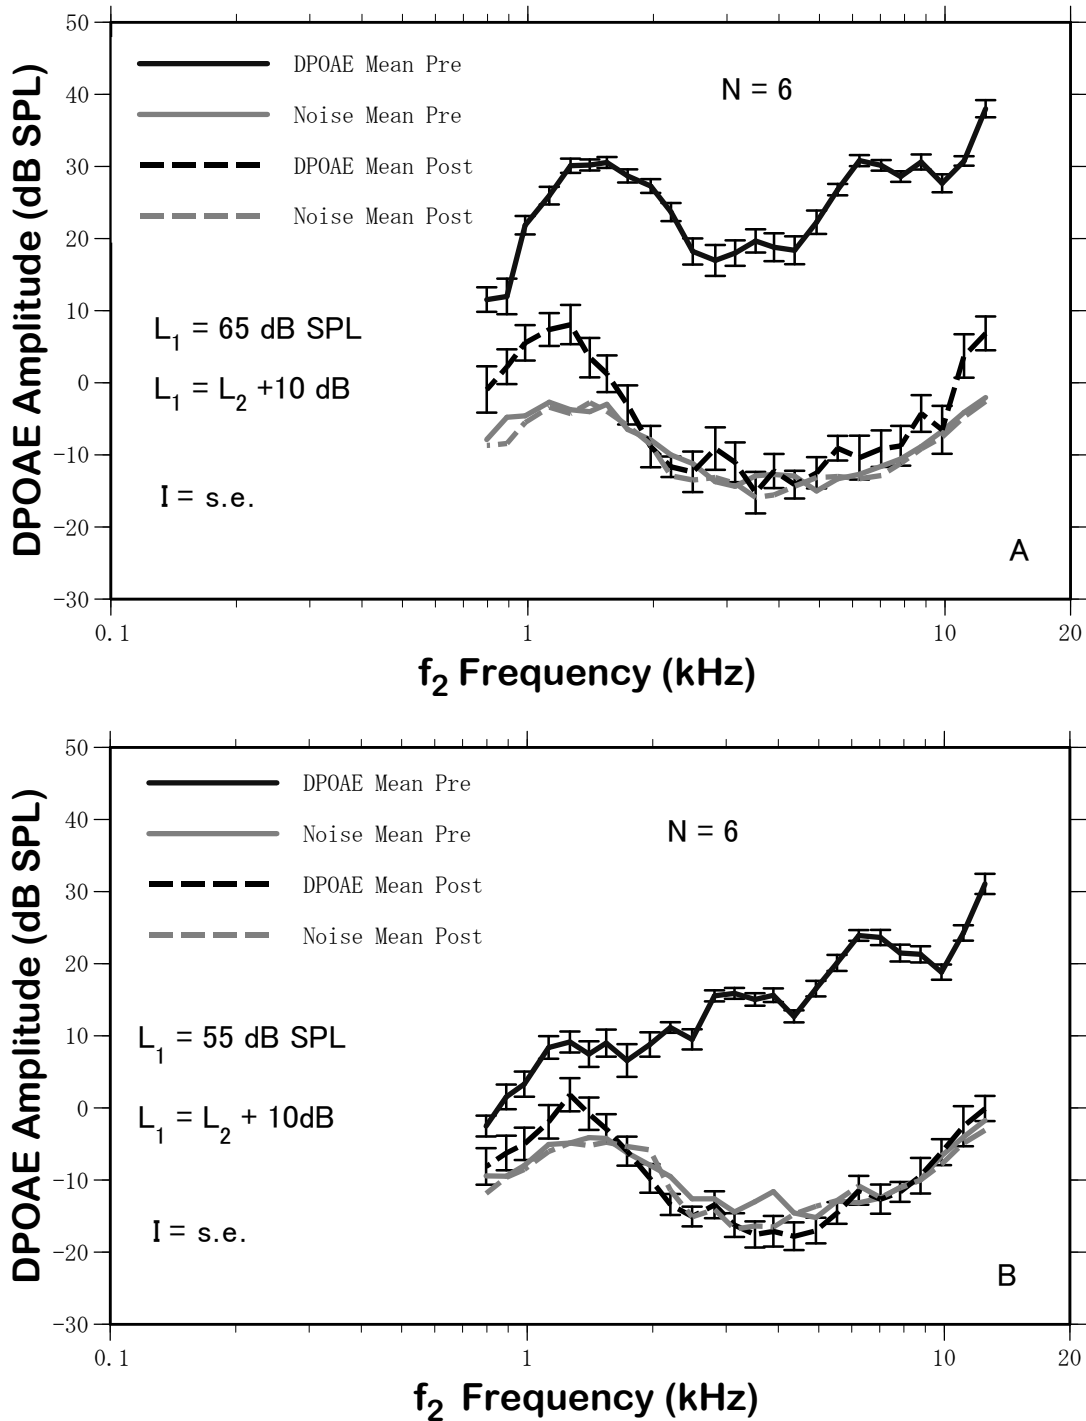 50
40
30
20
10
0
-10
-20
-30
DPOAE Amplitude (dB SPL)
DPOAE Mean Pre
Noise Mean Pre
DPOAE Mean Post
Noise Mean Post
N = 6
L1 = 65 dB SPL
L1 = L2 +10 dB
I = s.e.
A
0.1
1
10
20
f2 Frequency (kHz)
50
40
30
20
10
0
-10
-20
-30
DPOAE Amplitude (dB SPL)
DPOAE Mean Pre
Noise Mean Pre
DPOAE Mean Post
Noise Mean Post
N = 6
L1 = 55 dB SPL
L1 = L2 + 10dB
I = s.e.
B
0.1
1
10
20
f2 Frequency (kHz)